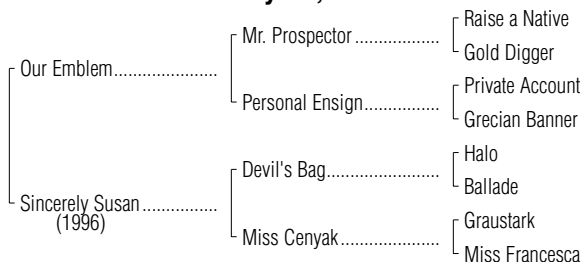 Raise a Native
Mr. Prospector ..................
Gold Digger
Our Emblem......................
Private Account
Personal Ensign................
Grecian Banner
Halo
Devil's Bag........................
Ballade
Sincerely Susan ................
(1996)
Graustark
Miss Cenyak .....................
Miss Francesca